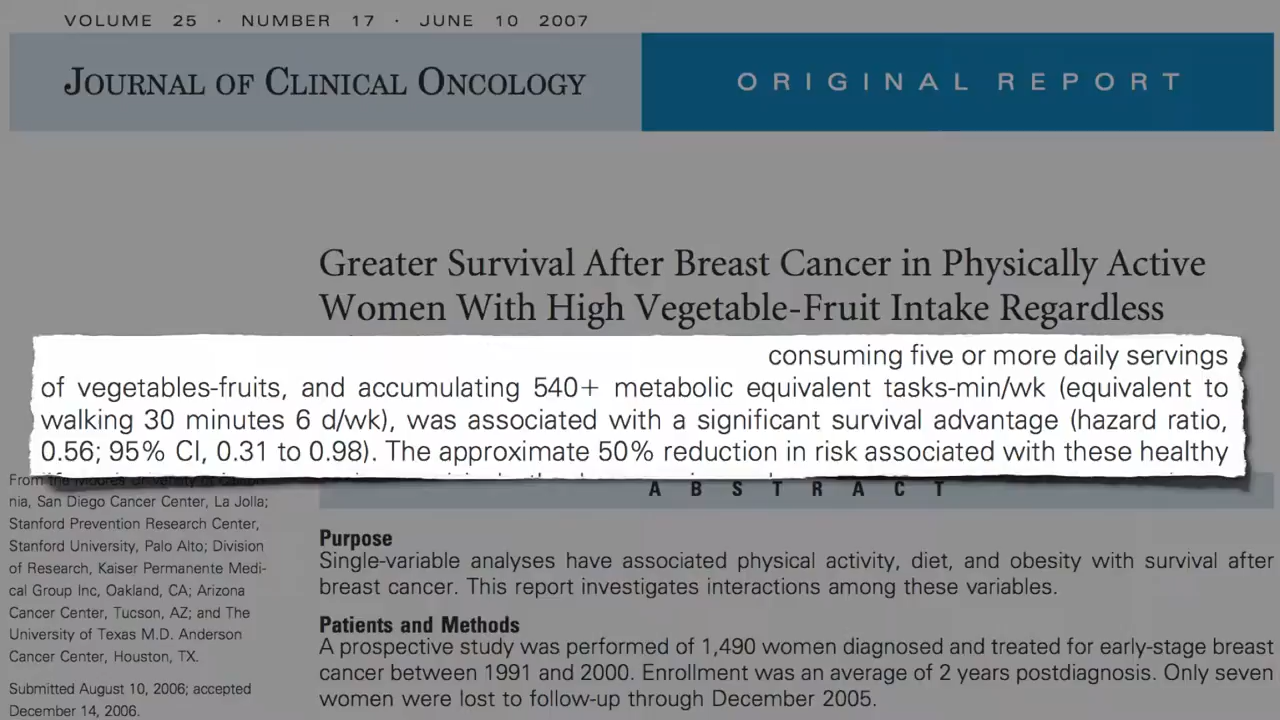 VOLUME 25 · NUMBER 17 · JUNE 10 2007
JOURNAL OF CLINICAL ONCOLOGY
ORIGINAL REPORT
Greater Survival After Breast Cancer in Physically Active
Women With High Vegetable-Fruit Intake Regardless
consuming five or more daily servings
of vegetables-fruits, and accumulating 540+ metabolic equivalent tasks-min/wk (equivalent to
walking 30 minutes 6 d/wk), was associated with a significant survival advantage (hazard ratio,
0.56; 95% CI, 0.31 to 0.98). The approximate 50% reduction in risk associated with these healthy
From the
nia, San Diego Cancer Center, La Jolla;
Stanford Prevention Research Center,
Stanford University, Palo Alto; Division
of Research, Kaiser Permanente Medi-
cal Group Inc, Oakland, CA; Arizona
Cancer Center, Tucson, AZ; and The
University of Texas M.D. Anderson
Cancer Center, Houston, TX.
Submitted August 10, 2006; accepted
December 14, 2006.
ABSTRACT
Purpose
Single-variable analyses have associated physical activity, diet, and obesity with survival after
breast cancer. This report investigates interactions among these variables.
Patients and Methods
A prospective study was performed of 1,490 women diagnosed and treated for early-stage breast
cancer between 1991 and 2000. Enrollment was an average of 2 years postdiagnosis. Only seven
women were lost to follow-up through December 2005.